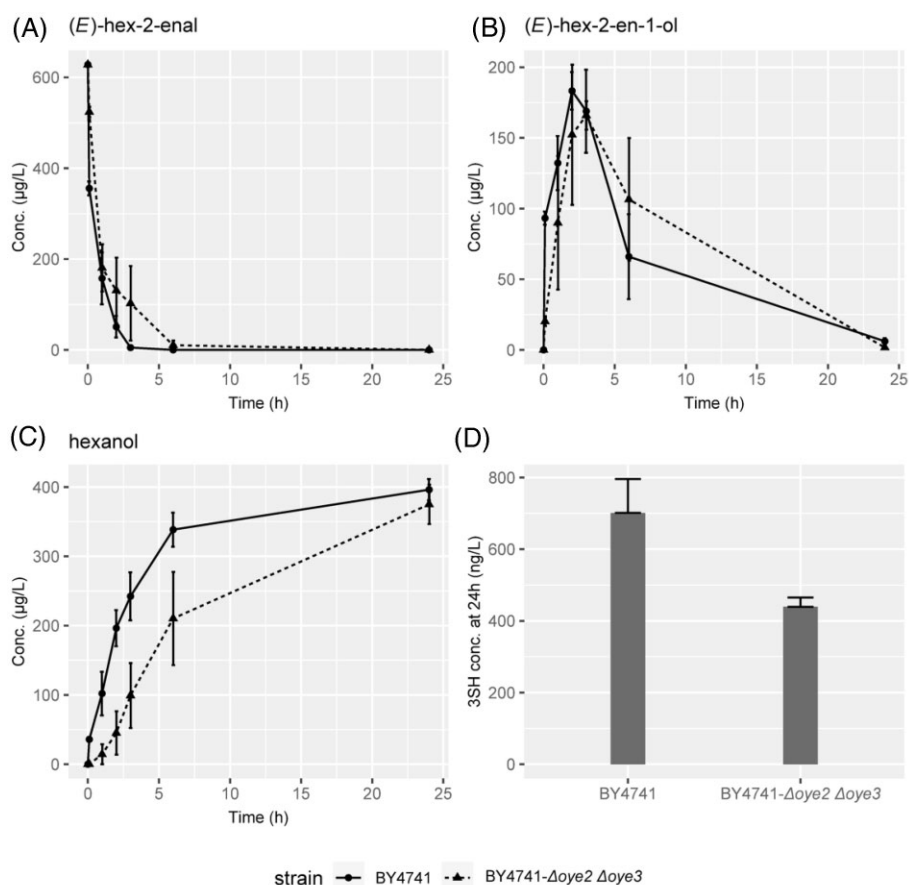 (A) (E)-hex-2-enal
600
400
200
0
Conc. (µg/L)
0 5 10 15 20 25
Time (h)
(B) (E)-hex-2-en-1-ol
200
150
100
50
0
Conc. (µg/L)
0 5 10 15 20 25
Time (h)
(C) hexanol
400
300
200
100
0
Conc. (µg/L)
0 5 10 15 20 25
Time (h)
(D)
800
600
400
200
0
3SH conc. at 24h (ng/L)
BY4741 BY4741-Δoye2 Δoye3
strain BY4741 BY4741-Δoye2 Δoye3